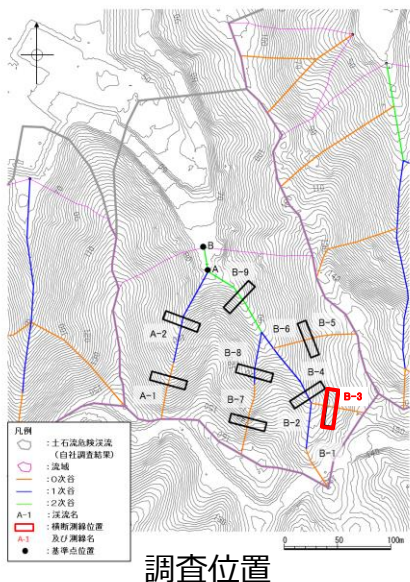 B
A
B-9
A-2
B-6
B-5
B-8
B-4
A-1
B-3
B-7
B-2
B-1
凡例
:土石流危険渓流
(自社調査結果)
:流域
:0次谷
:1次谷
:2次谷
A-1 :渓流名
:横断測線位置
A-1 及び測線名
:基準点位置
0 100m
調査位置